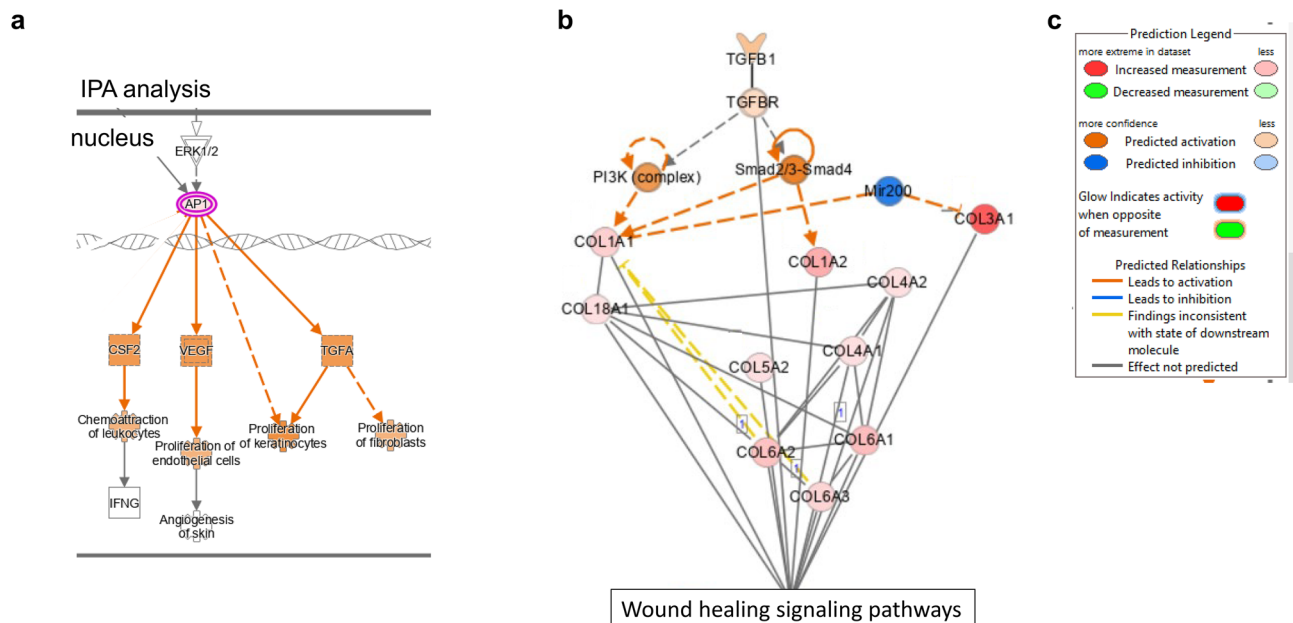 a
IPA analysis
nucleus
ERK1/2
AP1
CSF2
VEGF
TGFA
Chemoattraction
of leukocytes
Proliferation of
endothelial cells
Proliferation
of keratinocytes
Proliferation
of fibroblasts
IFNG
Angiogenesis
of skin
b
TGFB1
TGFBR
PI3K (complex)
Smad2/3-Smad4
Mir200
COL3A1
COL1A1
COL1A2
COL4A2
COL18A1
COL4A1
COL5A2
1
1
COL6A1
COL6A2
1
COL6A3
Wound healing signaling pathways
c
Prediction Legend
more extreme in dataset less
Increased measurement
Decreased measurement
more confidence less
Predicted activation
Predicted inhibition
Glow Indicates activity
when opposite
of measurement
Predicted Relationships
Leads to activation
Leads to inhibition
Findings inconsistent
with state of downstream
molecule
Effect not predicted